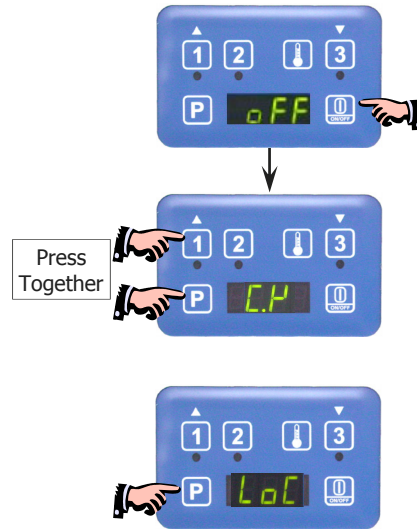 1 2 3
P oFF
ON/OFF
Press
Together
1 2 3
P
ON/OFF
1 2 3
P LoC
ON/OFF